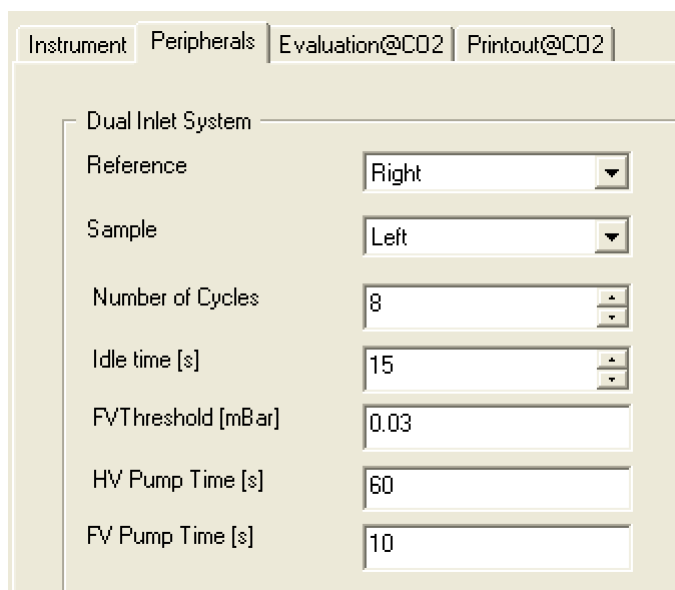 Instrument Peripherals Evaluation@CO2 Printout@CO2
Dual Inlet System
Reference Right
Sample Left
Number of Cycles 8
Idle time [s] 15
FVThreshold [mBar] 0.03
HV Pump Time [s] 60
FV Pump Time [s] 10